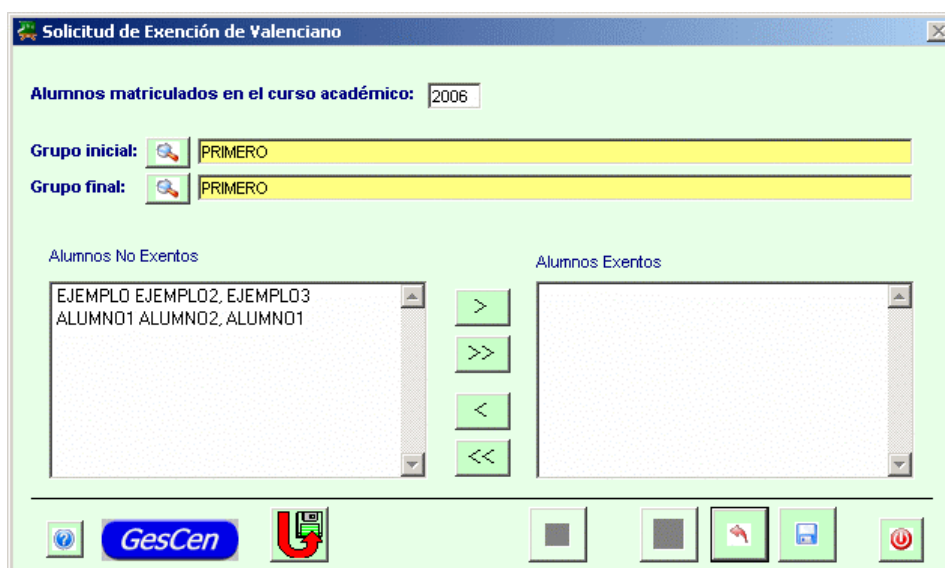 Solicitud de Exención de Valenciano
Alumnos matriculados en el curso académico: 2006
Grupo inicial: PRIMERO
Grupo final: PRIMERO
Alumnos No Exentos
Alumnos Exentos
EJEMPLO EJEMPLO2, EJEMPLO3
ALUMNO1 ALUMNO2, ALUMNO1
>
>>
<
<<
GesCen